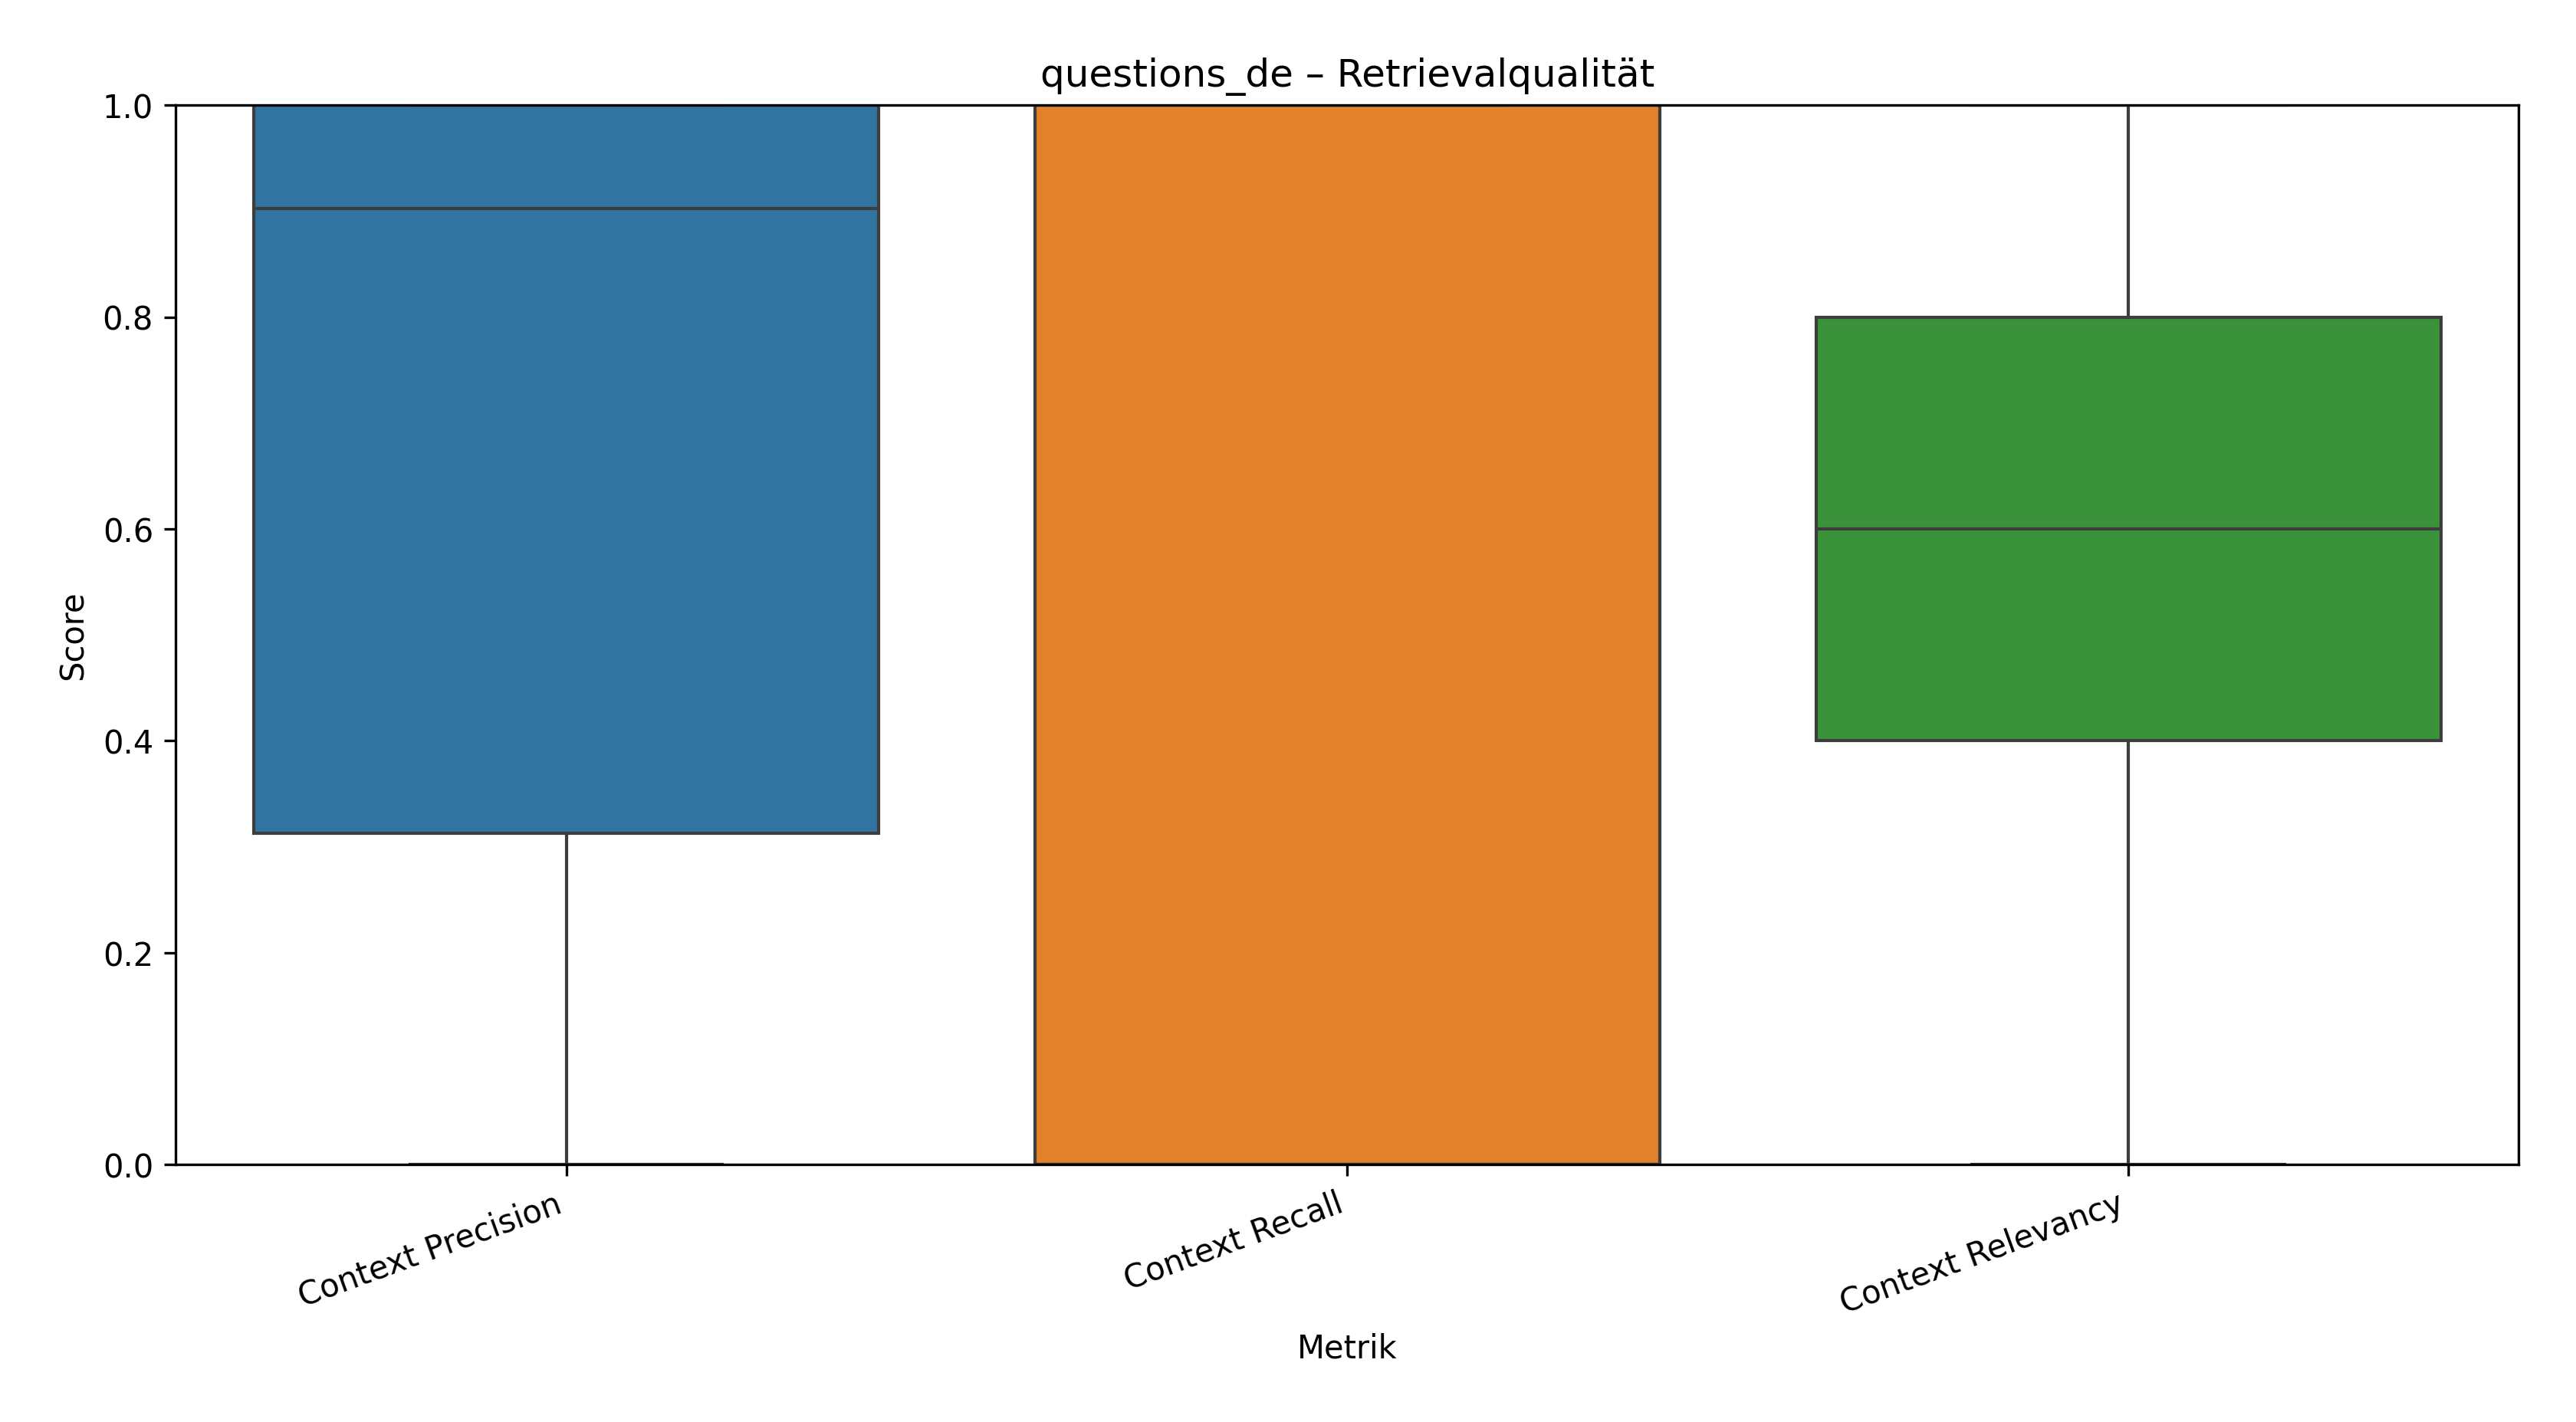 questions_de – Retrievalqualität
1.0
0.8
0.6
0.4
0.2
0.0
Score
Context Precision
Context Recall
Context Relevancy
Metrik